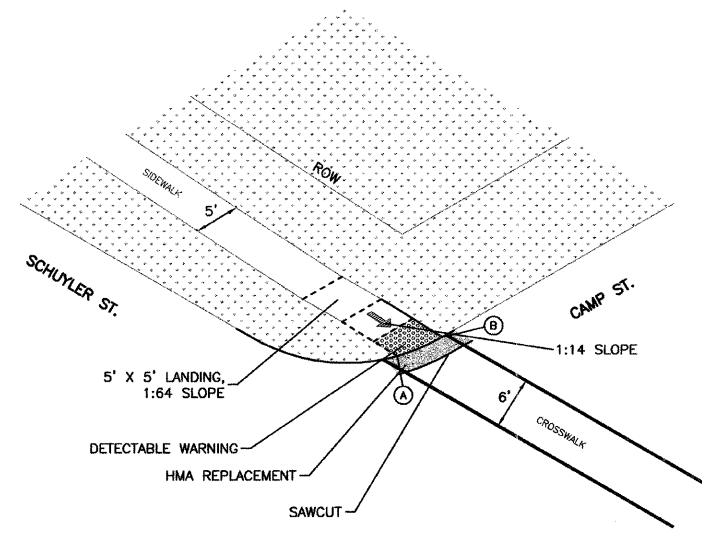 ROW
SIDEWALK
5'
SCHUYLER ST.
CAMP ST.
B
1:14 SLOPE
5' X 5' LANDING,
1:64 SLOPE
A
6'
CROSSWALK
DETECTABLE WARNING
HMA REPLACEMENT
SAWCUT